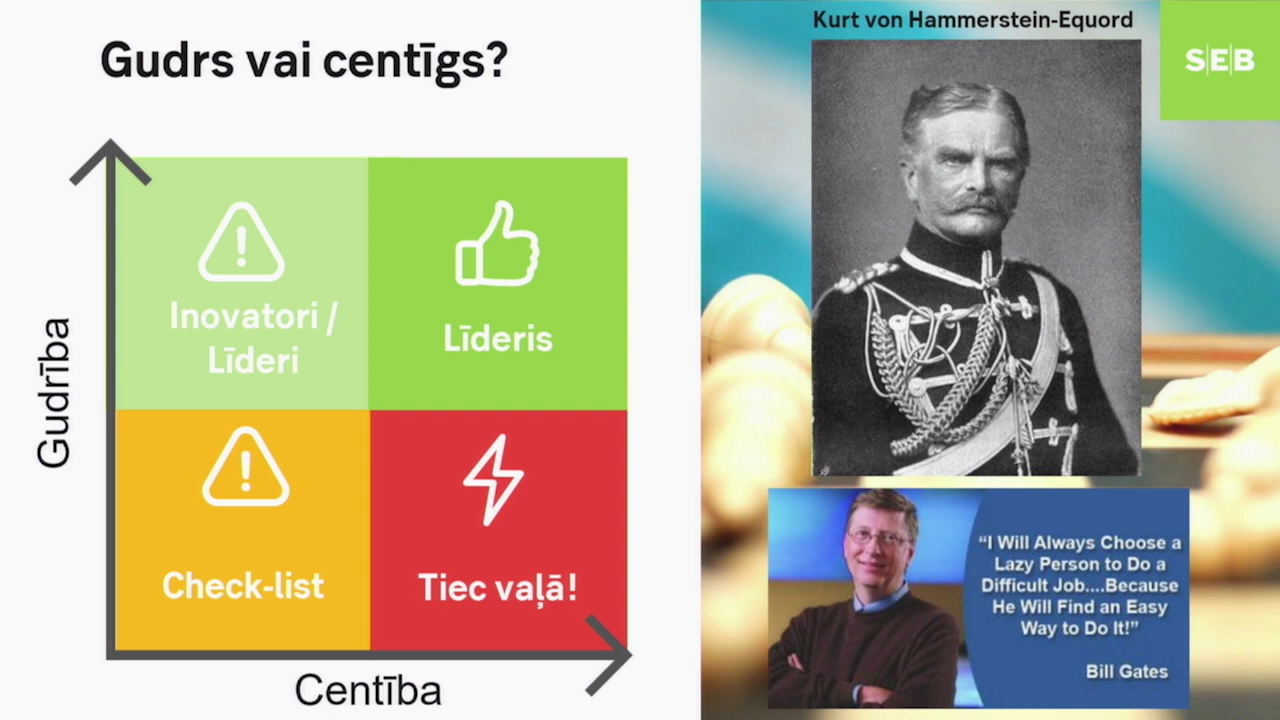 Gudrs vai centīgs?
Gudrība
Inovatori /
Līderi
Līderis
Check-list
Tiec vaļā!
Centība
Kurt von Hammerstein-Equord
S|E|B
“I Will Always Choose a
Lazy Person to Do a
Difficult Job....Because
He Will Find an Easy
Way to Do It!”
Bill Gates